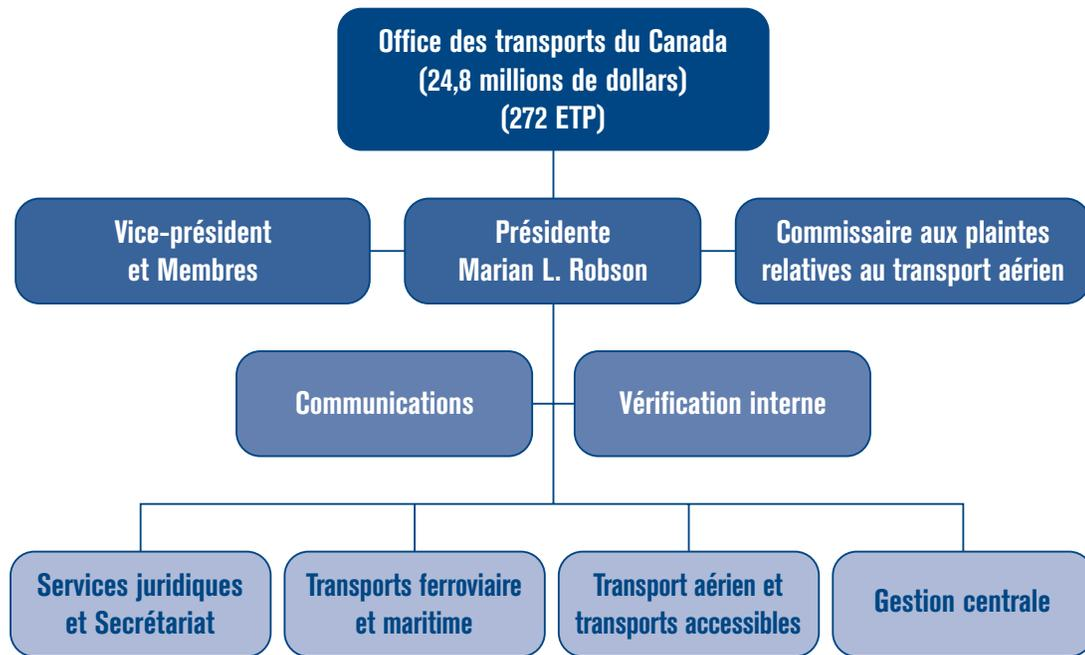 Office des transports du Canada
(24,8 millions de dollars)
(272 ETP)
Vice-président
et Membres
Présidente
Marian L. Robson
Commissaire aux plaintes
relatives au transport aérien
Communications
Vérification interne
Services juridiques
et Secrétariat
Transports ferroviaire
et maritime
Transport aérien et
transports accessibles
Gestion centrale